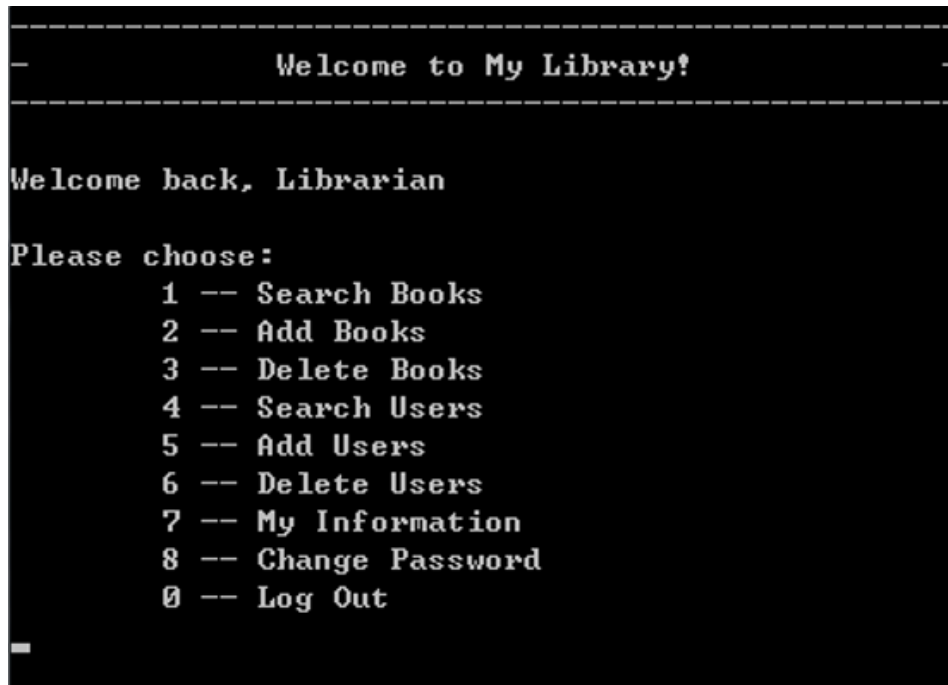 --------------------------------------------------
-             Welcome to My Library!             -
--------------------------------------------------
Welcome back, Librarian
Please choose:
1 -- Search Books
2 -- Add Books
3 -- Delete Books
4 -- Search Users
5 -- Add Users
6 -- Delete Users
7 -- My Information
8 -- Change Password
0 -- Log Out